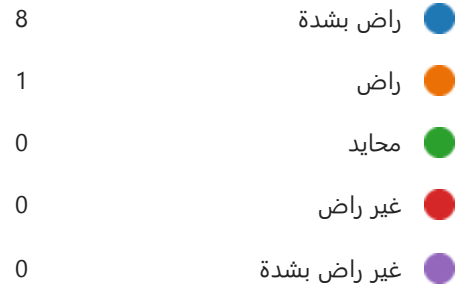 راض بشدة 8
راض 1
محايد 0
غير راض 0
غير راض بشدة 0